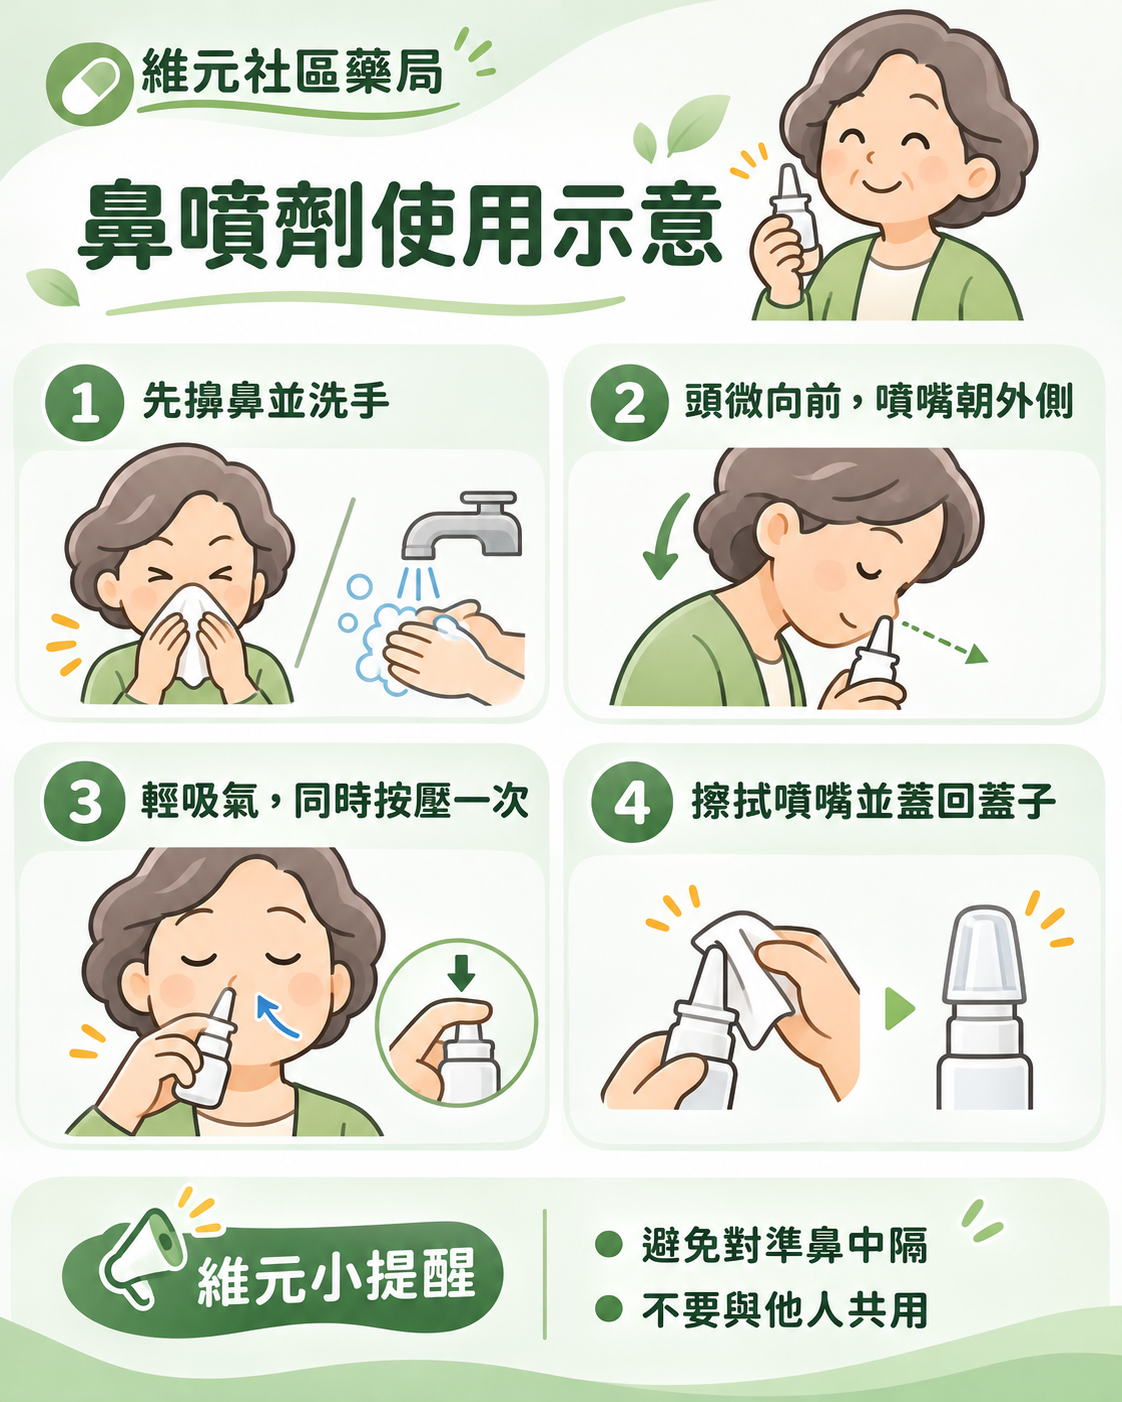 維元社區藥局
鼻噴劑使用示意
1 先擤鼻並洗手
2 頭微向前，噴嘴朝外側
3 輕吸氣，同時按壓一次
4 擦拭噴嘴並蓋回蓋子
維元小提醒
● 避免對準鼻中隔
● 不要與他人共用